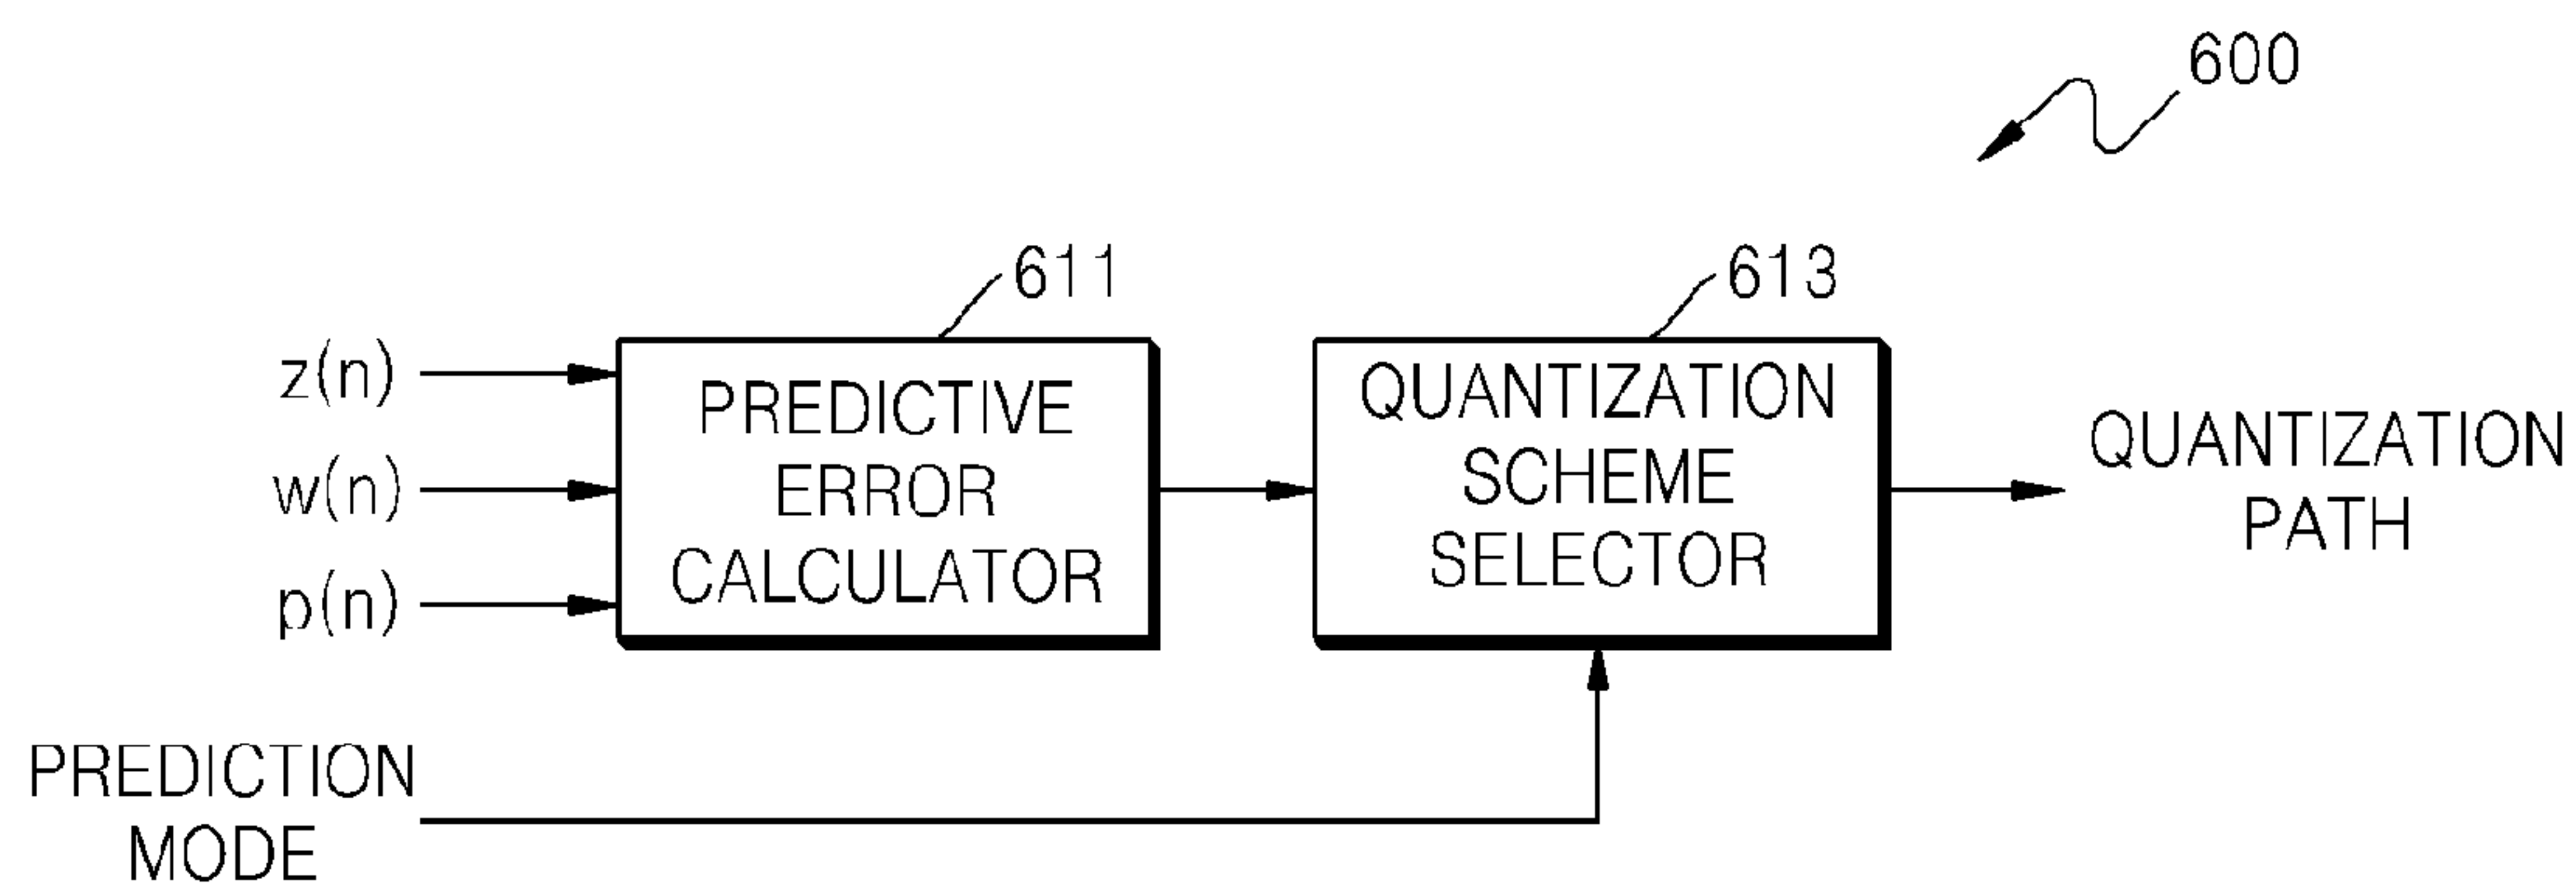 600
611
613
z(n)
w(n)
p(n)
PREDICTIVE
ERROR
CALCULATOR
QUANTIZATION
SCHEME
SELECTOR
QUANTIZATION
PATH
PREDICTION
MODE